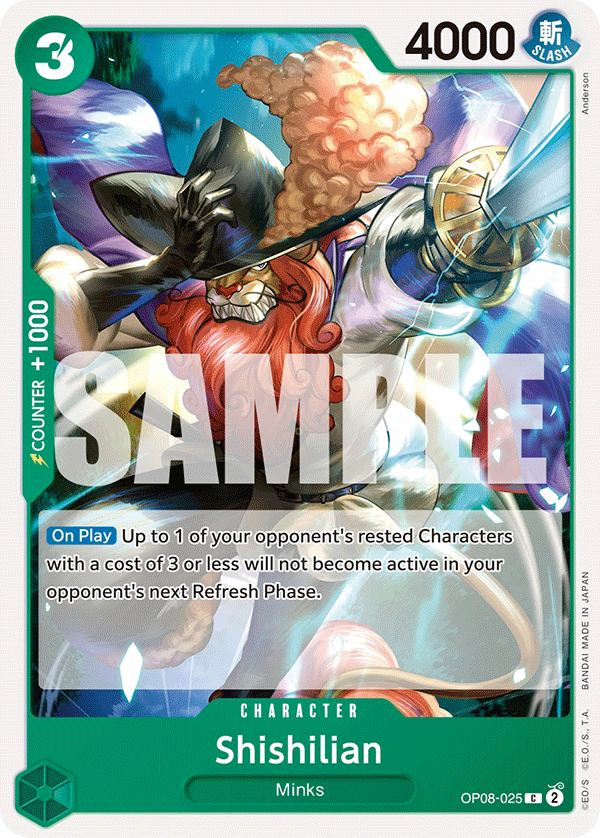 3
4000
斬
SLASH
Anderson
COUNTER +1000
SAMPLE
On Play Up to 1 of your opponent's rested Characters
with a cost of 3 or less will not become active in your
opponent's next Refresh Phase.
CHARACTER
Shishilian
Minks
OP08-025 C 2
©EO/S ©E.O./S., T.A. BANDAI MADE IN JAPAN